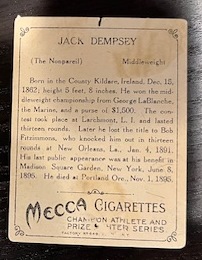 JACK DEMPSEY
(The Nonpareil) Middleweight
Born in the County Kildare, Ireland, Dec. 15,
1862; height 5 feet, 8 inches. He won the mid-
dleweight championship from George LaBlanche,
the Marine, and a purse of $1,500. The con-
test took place at Larchmont, L. I. and lasted
thirteen rounds. Later he lost the title to Bob
Fitzsimmons, who knocked him out in thirteen
rounds at New Orleans, La., Jan. 4, 1891.
His last public appearance was at his benefit in
Madison Square Garden, New York, June 8,
1895. He died at Portland Ore., Nov. 1, 1895.
MECCA CIGARETTES
CHAMPION ATHLETE AND
PRIZE FIGHTER SERIES
FACTORY